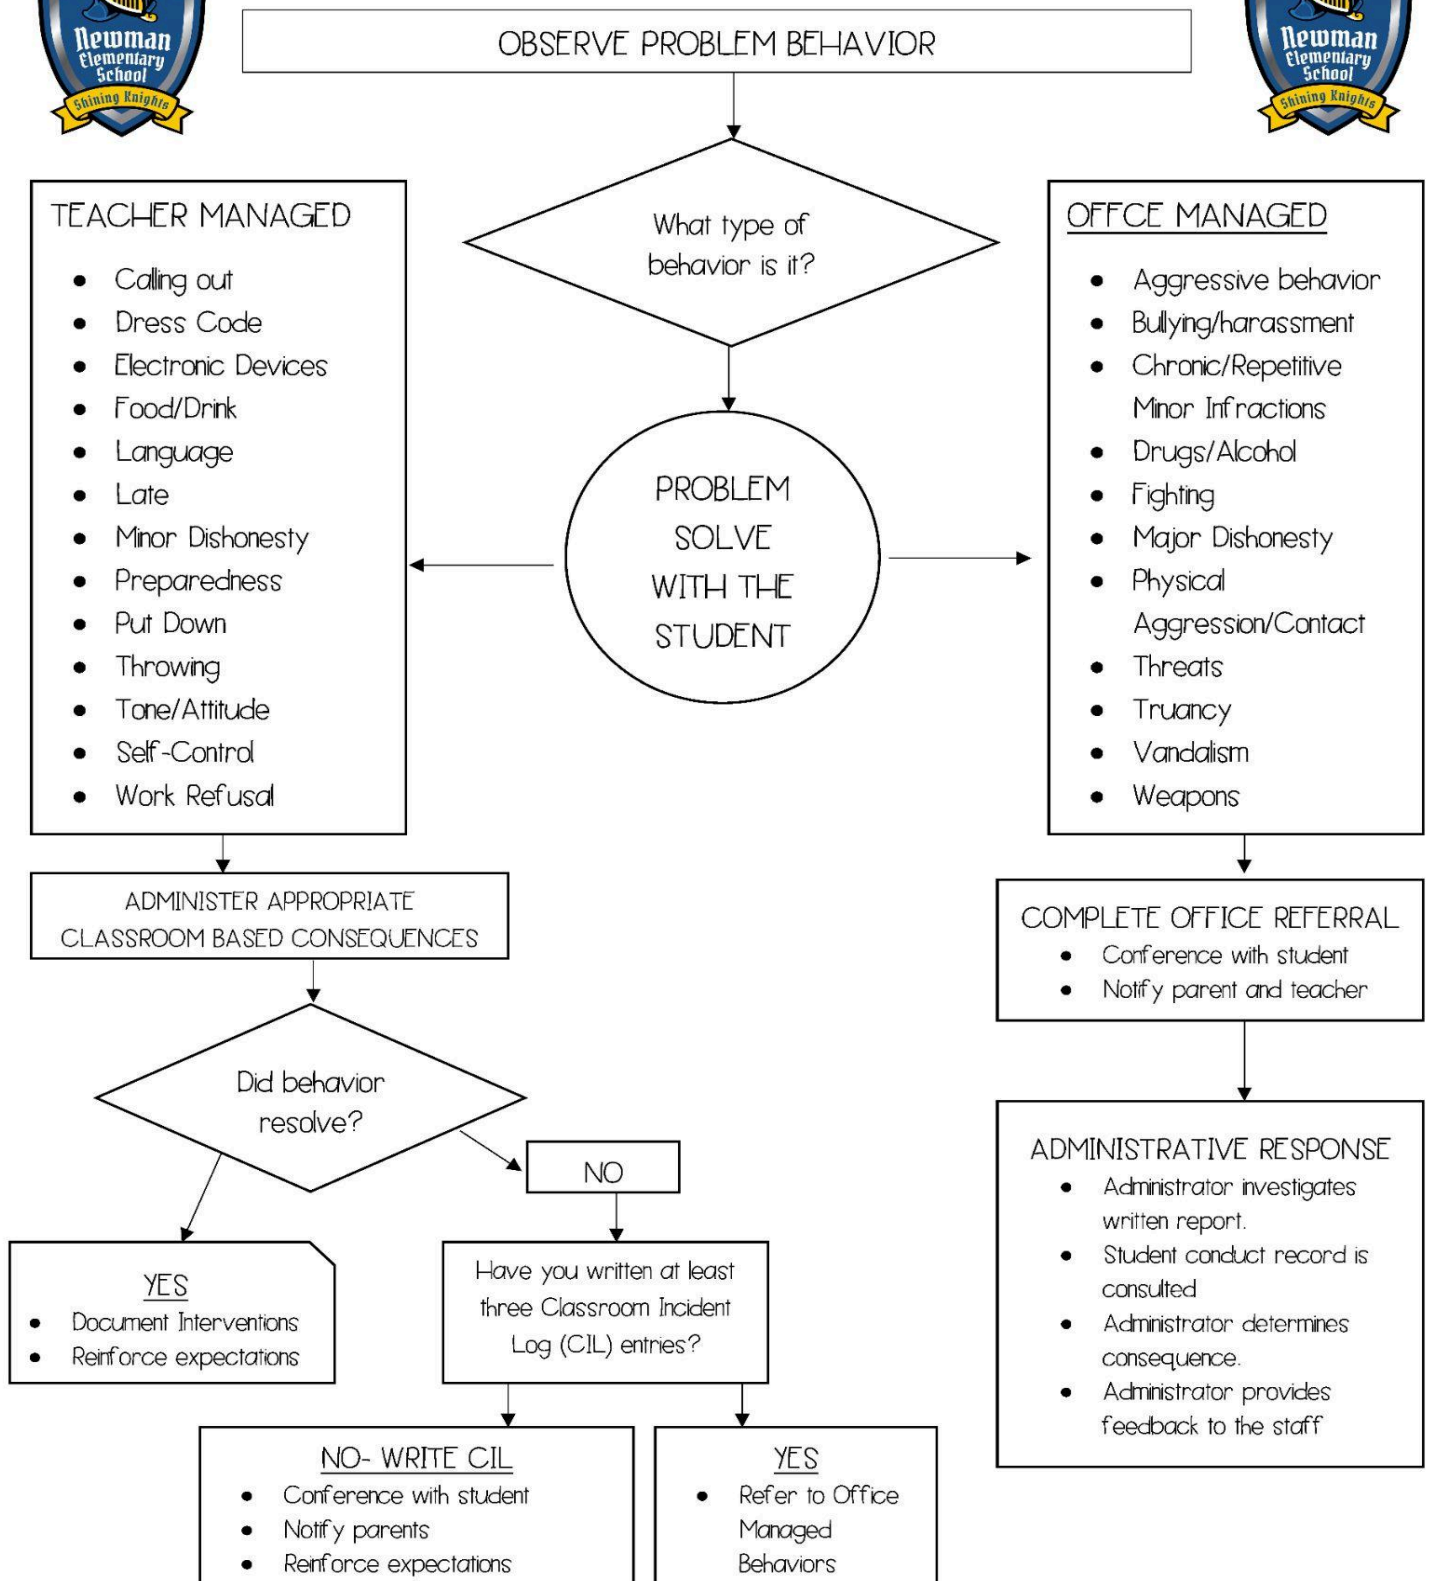 Newman
Elementary
School
Shining Knights
OBSERVE PROBLEM BEHAVIOR
Newman
Elementary
School
Shining Knights
What type of
behavior is it?
TEACHER MANAGED
• Calling out
• Dress Code
• Electronic Devices
• Food/Drink
• Language
• Late
• Minor Dishonesty
• Preparedness
• Put Down
• Throwing
• Tone/Attitude
• Self-Control
• Work Refusal
PROBLEM
SOLVE
WITH THE
STUDENT
OFFCE MANAGED
• Aggressive behavior
• Bullying/harassment
• Chronic/Repetitive
Minor Infractions
• Drugs/Alcohol
• Fighting
• Major Dishonesty
• Physical
Aggression/Contact
• Threats
• Truancy
• Vandalism
• Weapons
ADMINISTER APPROPRIATE
CLASSROOM BASED CONSEQUENCES
COMPLETE OFFICE REFERRAL
• Conference with student
• Notify parent and teacher
Did behavior
resolve?
NO
YES
• Document Interventions
• Reinforce expectations
Have you written at least
three Classroom Incident
Log (CIL) entries?
ADMINISTRATIVE RESPONSE
• Administrator investigates
written report.
• Student conduct record is
consulted
• Administrator determines
consequence.
• Administrator provides
feedback to the staff
NO- WRITE CIL
• Conference with student
• Notify parents
• Reinforce expectations
YES
• Refer to Office
Managed
Behaviors